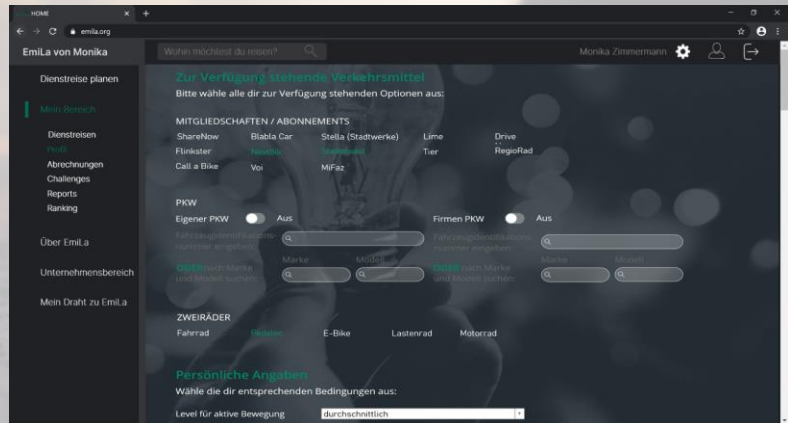 HOME
emila.org
EmiLa von Monika
Wohin möchtest du reisen?
Monika Zimmermann
Dienstreise planen
Mein Bereich
Dienstreisen
Profil
Abrechnungen
Challenges
Reports
Ranking
Über EmiLa
Unternehmensbereich
Mein Draht zu EmiLa
Zur Verfügung stehende Verkehrsmittel
Bitte wähle alle dir zur Verfügung stehenden Optionen aus:
MITGLIEDSCHAFTEN / ABONNEMENTS
ShareNow Blabla Car Stella (Stadtwerke) Lime Drive
Flinkster Tier RegioRad
Call a Bike Voi MiFaz
PKW
Eigener PKW Aus Firmen PKW Aus
Fahrzeugidentifikations- Fahrzeugidentifikations-
nummer eingeben: nummer eingeben:
Marke Modell Marke Modell
ODER nach Marke ODER nach Marke
und Modell suchen: und Modell suchen:
ZWEIRÄDER
Fahrrad E-Bike Lastenrad Motorrad
Persönliche Angaben
Wähle die dir entsprechenden Bedingungen aus:
Level für aktive Bewegung durchschnittlich